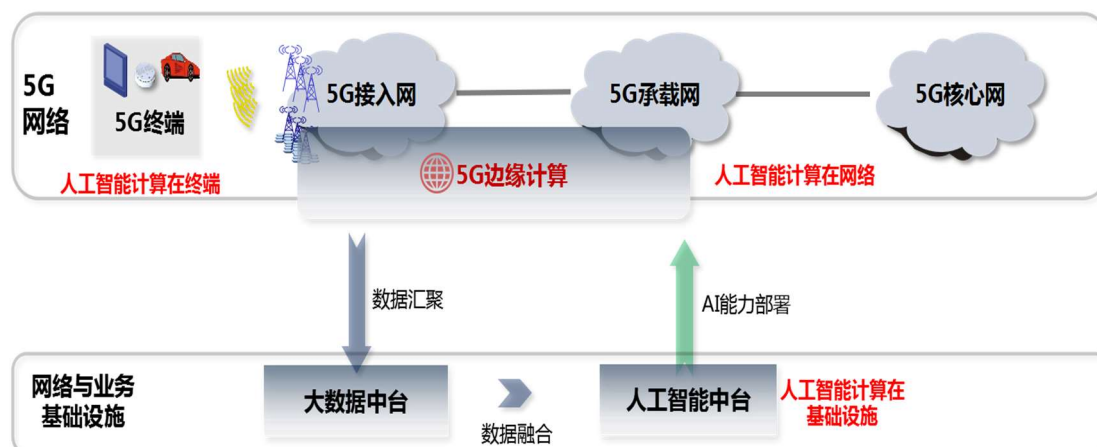 5G
网络
5G终端
人工智能计算在终端
5G接入网
5G承载网
5G核心网
5G边缘计算
人工智能计算在网络
数据汇聚
AI能力部署
网络与业务
基础设施
大数据中台
数据融合
人工智能中台
人工智能计算在
基础设施